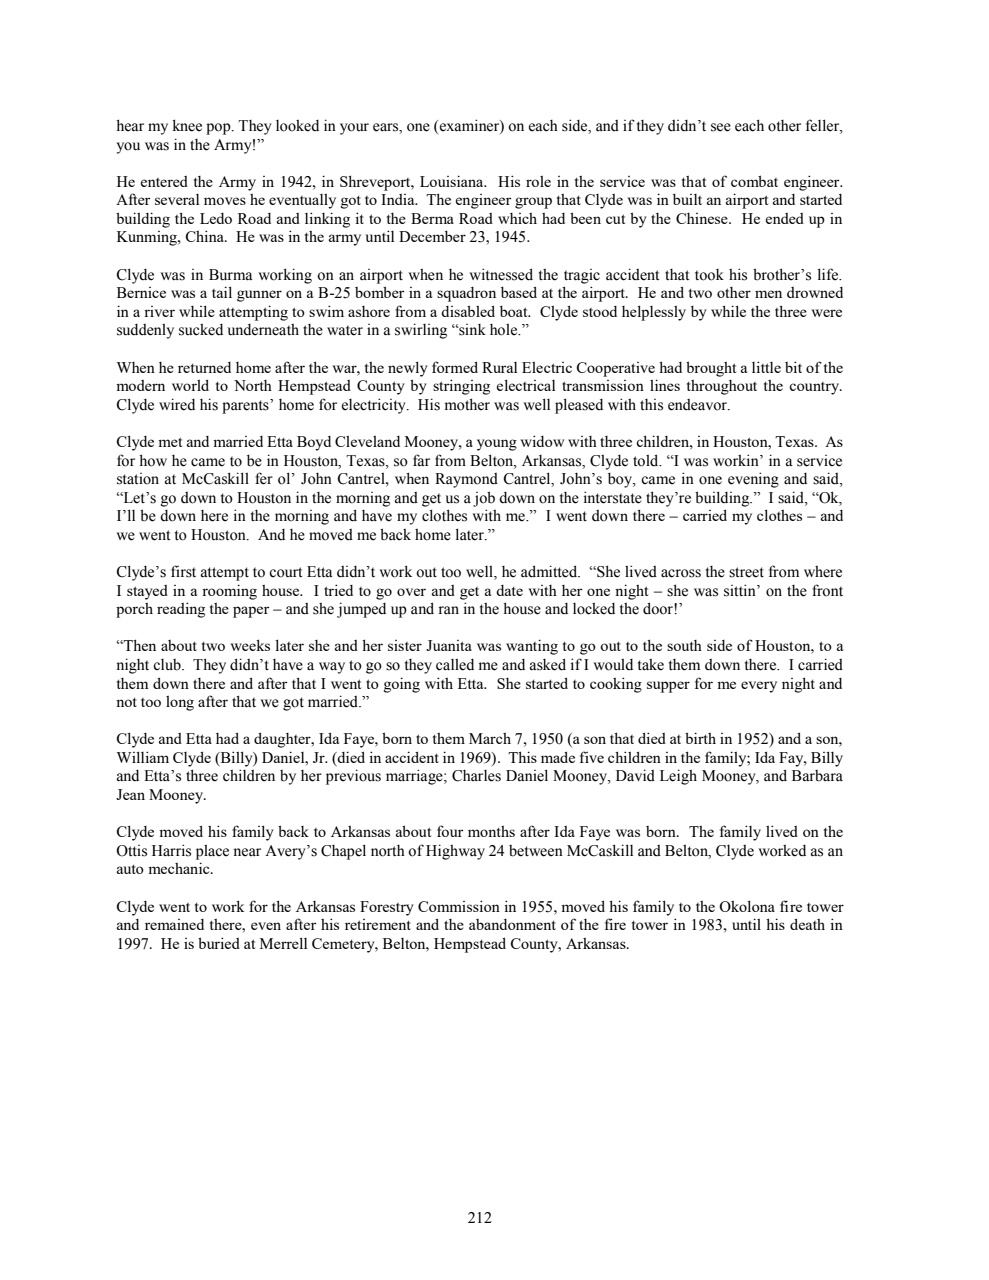 hear my knee pop. They looked in your ears, one (examiner) on each side, and if they didn’t see each other feller,
you was in the Army!”
He entered the Army in 1942, in Shreveport, Louisiana.  His role in the service was that of combat engineer.
After several moves he eventually got to India.  The engineer group that Clyde was in built an airport and started
building the Ledo Road and linking it to the Berma Road which had been cut by the Chinese.  He ended up in
Kunming, China.  He was in the army until December 23, 1945.
Clyde was in Burma working on an airport when he witnessed the tragic accident that took his brother’s life.
Bernice was a tail gunner on a B-25 bomber in a squadron based at the airport.  He and two other men drowned
in a river while attempting to swim ashore from a disabled boat.  Clyde stood helplessly by while the three were
suddenly sucked underneath the water in a swirling “sink hole.”
When he returned home after the war, the newly formed Rural Electric Cooperative had brought a little bit of the
modern world to North Hempstead County by stringing electrical transmission lines throughout the country.
Clyde wired his parents’ home for electricity.  His mother was well pleased with this endeavor.
Clyde met and married Etta Boyd Cleveland Mooney, a young widow with three children, in Houston, Texas.  As
for how he came to be in Houston, Texas, so far from Belton, Arkansas, Clyde told. “I was workin’ in a service
station at McCaskill fer ol’ John Cantrel, when Raymond Cantrel, John’s boy, came in one evening and said,
“Let’s go down to Houston in the morning and get us a job down on the interstate they’re building.”  I said, “Ok,
I’ll be down here in the morning and have my clothes with me.”  I went down there – carried my clothes – and
we went to Houston.  And he moved me back home later.”
Clyde’s first attempt to court Etta didn’t work out too well, he admitted.  “She lived across the street from where
I stayed in a rooming house.  I tried to go over and get a date with her one night – she was sittin’ on the front
porch reading the paper – and she jumped up and ran in the house and locked the door!’
“Then about two weeks later she and her sister Juanita was wanting to go out to the south side of Houston, to a
night club.  They didn’t have a way to go so they called me and asked if I would take them down there.  I carried
them down there and after that I went to going with Etta.  She started to cooking supper for me every night and
not too long after that we got married.”
Clyde and Etta had a daughter, Ida Faye, born to them March 7, 1950 (a son that died at birth in 1952) and a son,
William Clyde (Billy) Daniel, Jr. (died in accident in 1969).  This made five children in the family; Ida Fay, Billy
and Etta’s three children by her previous marriage; Charles Daniel Mooney, David Leigh Mooney, and Barbara
Jean Mooney.
Clyde moved his family back to Arkansas about four months after Ida Faye was born.  The family lived on the
Ottis Harris place near Avery’s Chapel north of Highway 24 between McCaskill and Belton, Clyde worked as an
auto mechanic.
Clyde went to work for the Arkansas Forestry Commission in 1955, moved his family to the Okolona fire tower
and remained there, even after his retirement and the abandonment of the fire tower in 1983, until his death in
1997.  He is buried at Merrell Cemetery, Belton, Hempstead County, Arkansas.
212